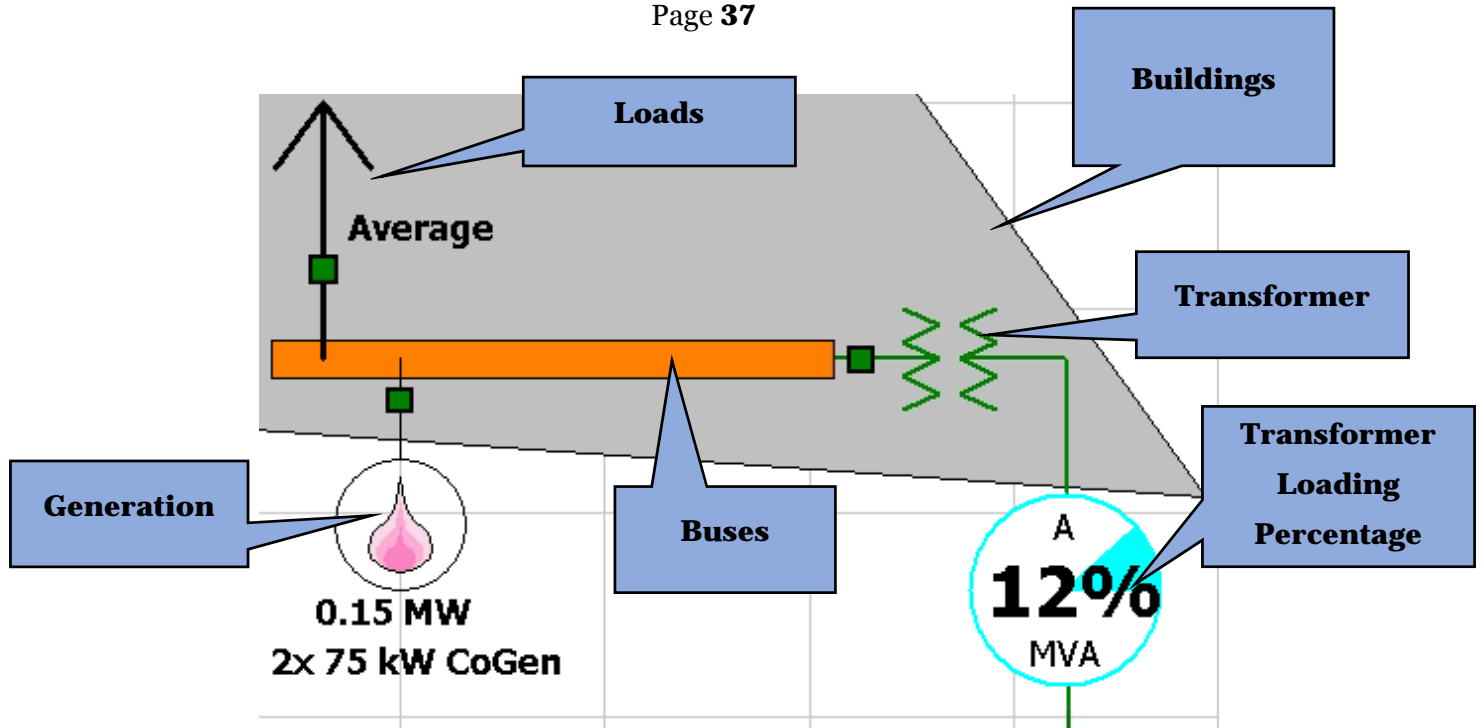 Page 37
Buildings
Loads
Average
Transformer
Transformer
Loading
Percentage
Generation
Buses
A
12%
MVA
0.15 MW
2x 75 kW CoGen